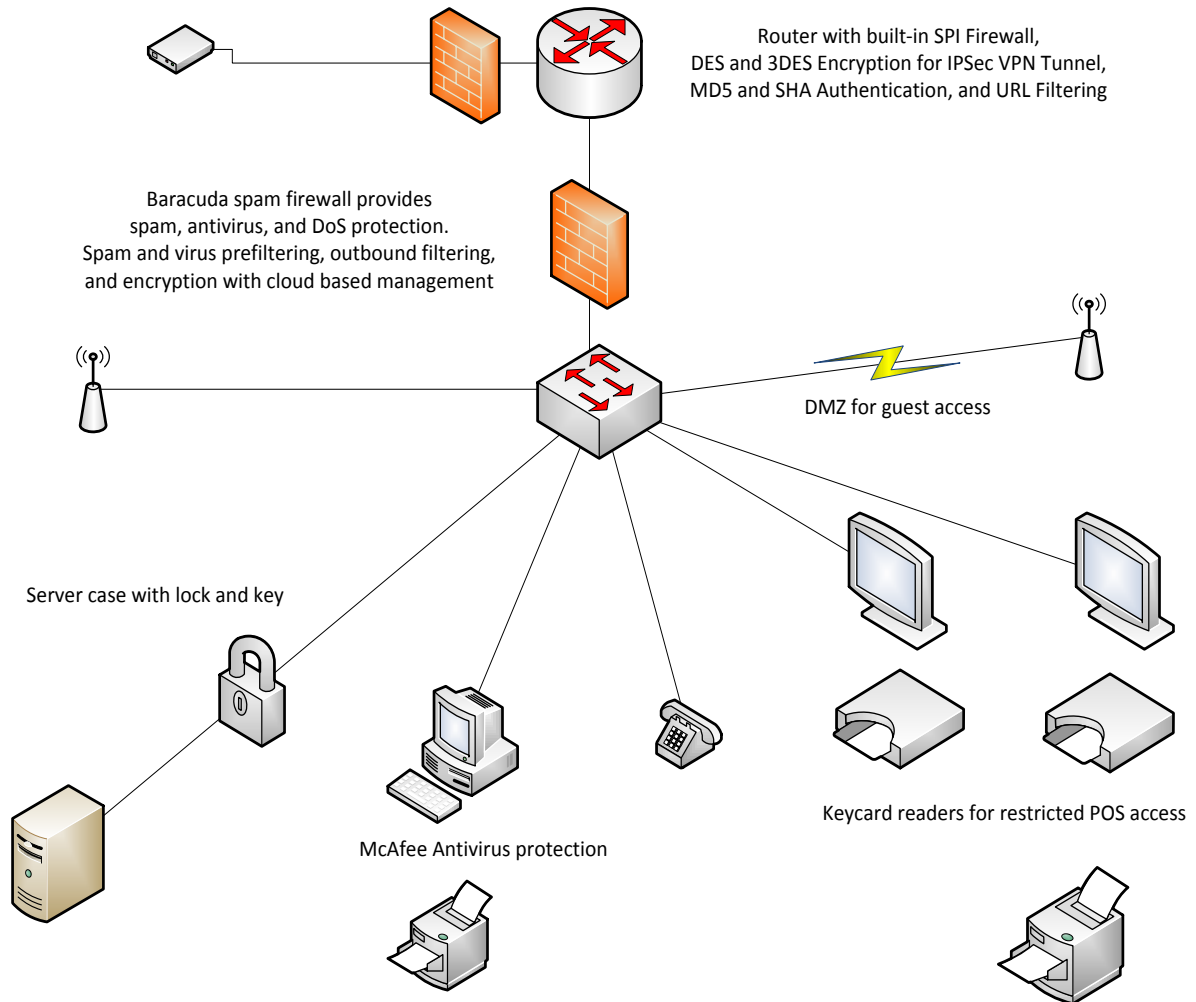 Router with built-in SPI Firewall,
DES and 3DES Encryption for IPSec VPN Tunnel,
MD5 and SHA Authentication, and URL Filtering
Baracuda spam firewall provides
spam, antivirus, and DoS protection.
Spam and virus prefiltering, outbound filtering,
and encryption with cloud based management
DMZ for guest access
Server case with lock and key
Keycard readers for restricted POS access
McAfee Antivirus protection